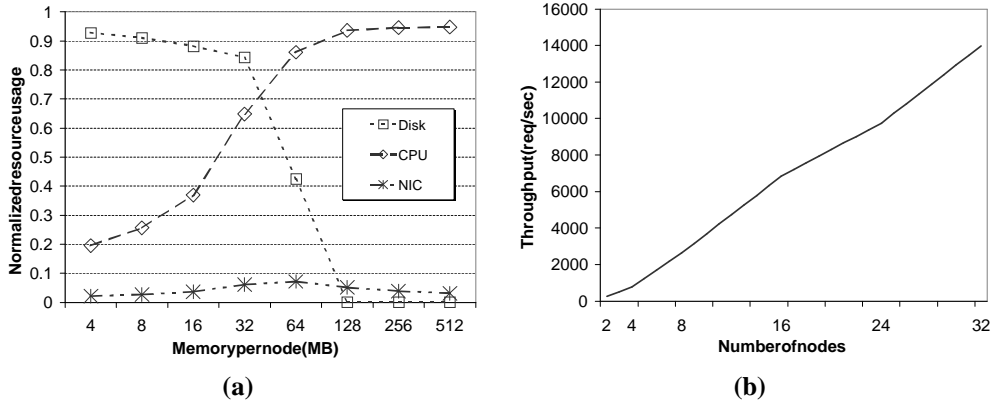 1
0.9
0.8
0.7
0.6
0.5
0.4
0.3
0.2
0.1
0
Normalizedresourceusage
4 8 16 32 64 128 256 512
Memorypernode(MB)
Disk
CPU
NIC
(a)
16000
14000
12000
10000
8000
6000
4000
2000
0
Throughput(req/sec)
2 4 8 16 24 32
Numberofnodes
(b)